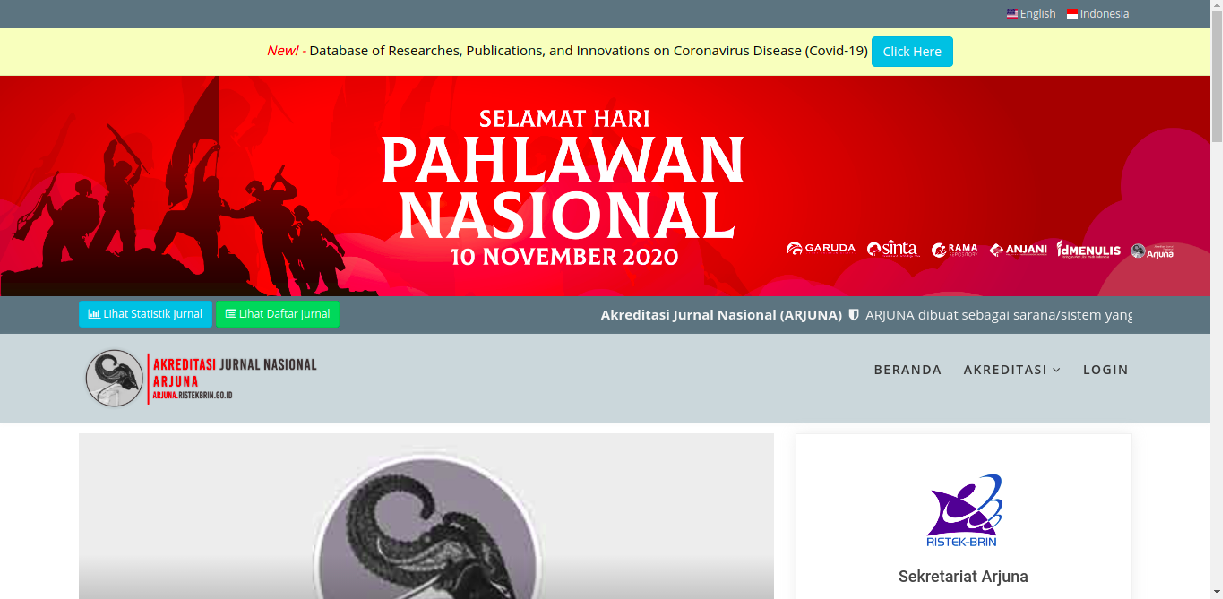 English Indonesia
New! - Database of Researches, Publications, and Innovations on Coronavirus Disease (Covid-19) Click Here
SELAMAT HARI
PAHLAWAN
NASIONAL
10 NOVEMBER 2020
GARUDA sinta RAMA ANJANI idMENULIS Arjuna
Lihat Statistik Jurnal Lihat Daftar Jurnal
Akreditasi Jurnal Nasional (ARJUNA) ARJUNA dibuat sebagai sarana/sistem yang
AKREDITASI JURNAL NASIONAL
ARJUNA
ARJUNA.RISTEKBRIN.GO.ID
BERANDA AKREDITASI LOGIN
RISTEK-BRIN
Sekretariat Arjuna